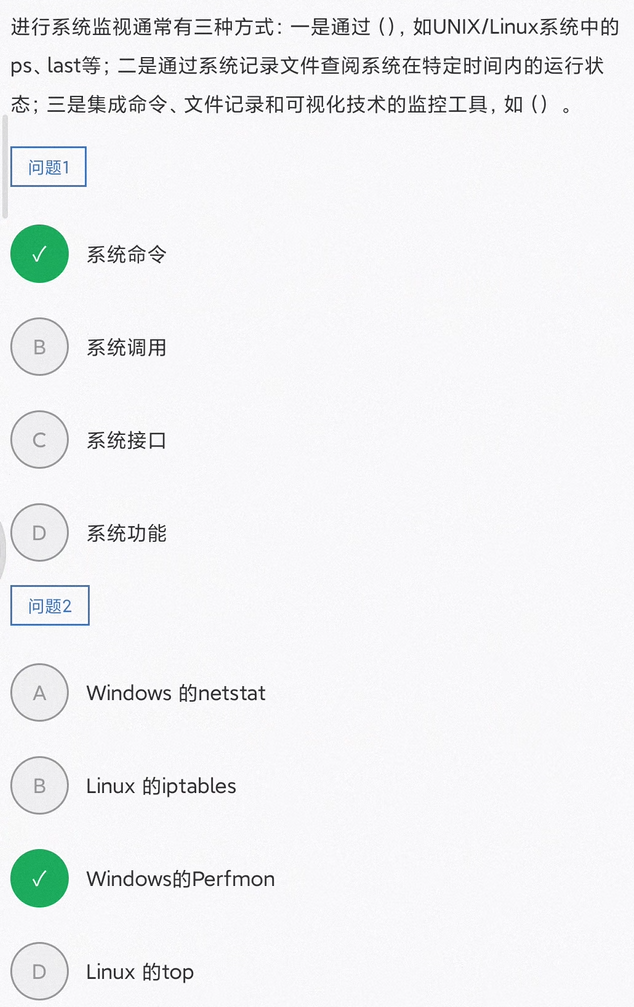 进行系统监视通常有三种方式：一是通过（），如UNIX/Linux系统中的
ps、last等；二是通过系统记录文件查阅系统在特定时间内的运行状
态；三是集成命令、文件记录和可视化技术的监控工具，如（）。
问题1
✓ 系统命令
B 系统调用
C 系统接口
D 系统功能
问题2
A Windows 的netstat
B Linux 的iptables
✓ Windows的Perfmon
D Linux 的top